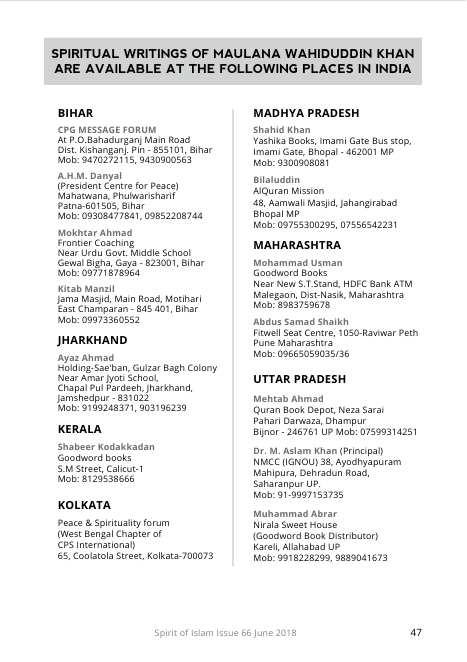 SPIRITUAL WRITINGS OF MAULANA WAHIDUDDIN KHAN
ARE AVAILABLE AT THE FOLLOWING PLACES IN INDIA
BIHAR
CPG MESSAGE FORUM
At P.O.Bahadurganj Main Road
Dist. Kishanganj. Pin - 855101, Bihar
Mob: 9470272115, 9430900563
A.H.M. Danyal
(President Centre for Peace)
Mahatwana, Phulwarisharif
Patna-601505, Bihar
Mob: 09308477841, 09852208744
Mokhtar Ahmad
Frontier Coaching
Near Urdu Govt. Middle School
Gewal Bigha, Gaya - 823001, Bihar
Mob: 09771878964
Kitab Manzil
Jama Masjid, Main Road, Motihari
East Champaran - 845 401, Bihar
Mob: 09973360552
JHARKHAND
Ayaz Ahmad
Holding-Sae'ban, Gulzar Bagh Colony
Near Amar Jyoti School,
Chapal Pul Pardeeh, Jharkhand,
Jamshedpur - 831022
Mob: 9199248371, 903196239
KERALA
Shabeer Kodakkadan
Goodword books
S.M Street, Calicut-1
Mob: 8129538666
KOLKATA
Peace & Spirituality forum
(West Bengal Chapter of
CPS International)
65, Coolatola Street, Kolkata-700073
MADHYA PRADESH
Shahid Khan
Yashika Books, Imami Gate Bus stop,
Imami Gate, Bhopal - 462001 MP
Mob: 9300908081
Bilaluddin
AlQuran Mission
48, Aamwali Masjid, Jahangirabad
Bhopal MP
Mob: 09755300295, 07556542231
MAHARASHTRA
Mohammad Usman
Goodword Books
Near New S.T.Stand, HDFC Bank ATM
Malegaon, Dist-Nasik, Maharashtra
Mob: 8983759678
Abdus Samad Shaikh
Fitwell Seat Centre, 1050-Raviwar Peth
Pune Maharashtra
Mob: 09665059035/36
UTTAR PRADESH
Mehtab Ahmad
Quran Book Depot, Neza Sarai
Pahari Darwaza, Dhampur
Bijnor - 246761 UP Mob: 07599314251
Dr. M. Aslam Khan (Principal)
NMCC (IGNOU) 38, Ayodhyapuram
Mahipura, Dehradun Road,
Saharanpur UP.
Mob: 91-9997153735
Muhammad Abrar
Nirala Sweet House
(Goodword Book Distributor)
Kareli, Allahabad UP
Mob: 9918228299, 9889041673
Spirit of Islam Issue 66 June 2018
47